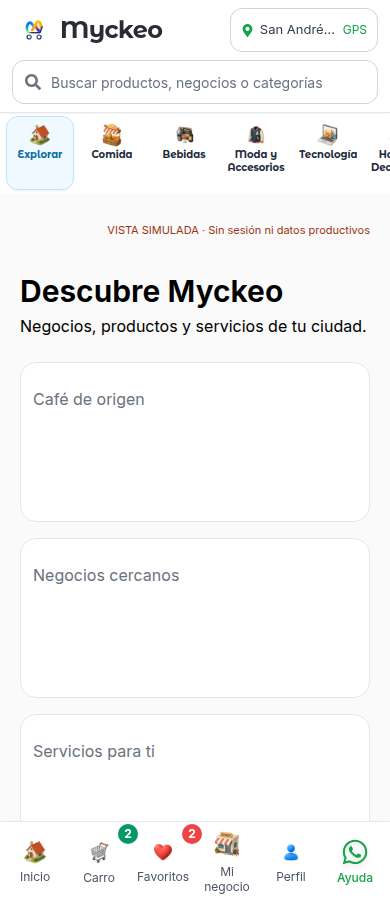 Myckeo
San André... GPS
Buscar productos, negocios o categorías
Explorar
Comida
Bebidas
Moda y
Accesorios
Tecnología
Ho
Dec
VISTA SIMULADA · Sin sesión ni datos productivos
Descubre Myckeo
Negocios, productos y servicios de tu ciudad.
Café de origen
Negocios cercanos
Servicios para ti
Inicio
2
Carro
2
Favoritos
Mi
negocio
Perfil
Ayuda